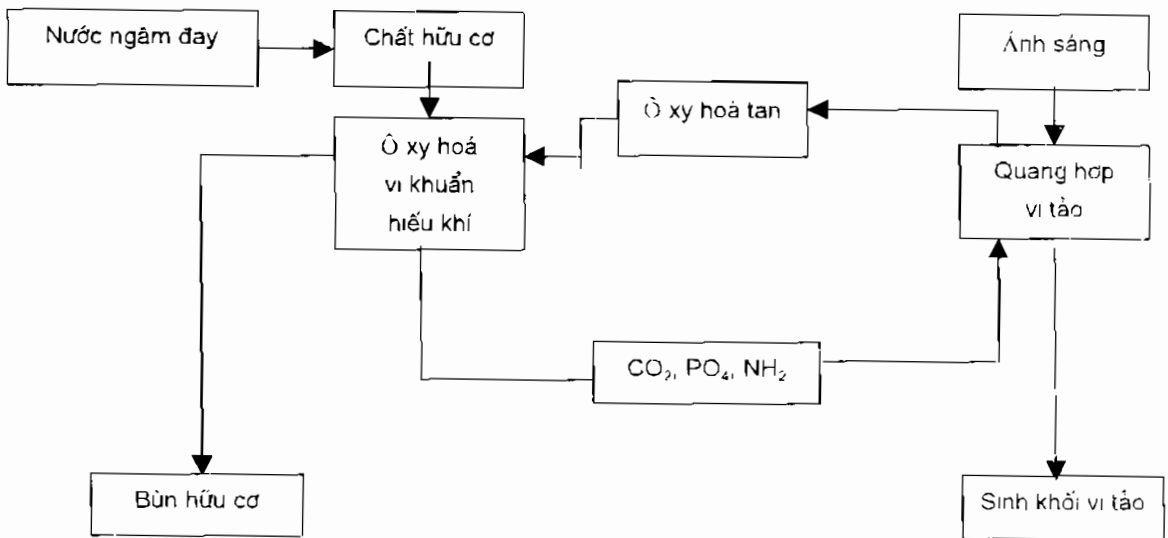 Nước ngâm đay
Chất hữu cơ
Ánh sáng
Ô xy hoà tan
Ô xy hoá
vi khuẩn
hiếu khí
Quang hợp
vi tảo
CO₂, PO₄, NH₂
Bùn hữu cơ
Sinh khối vi tảo